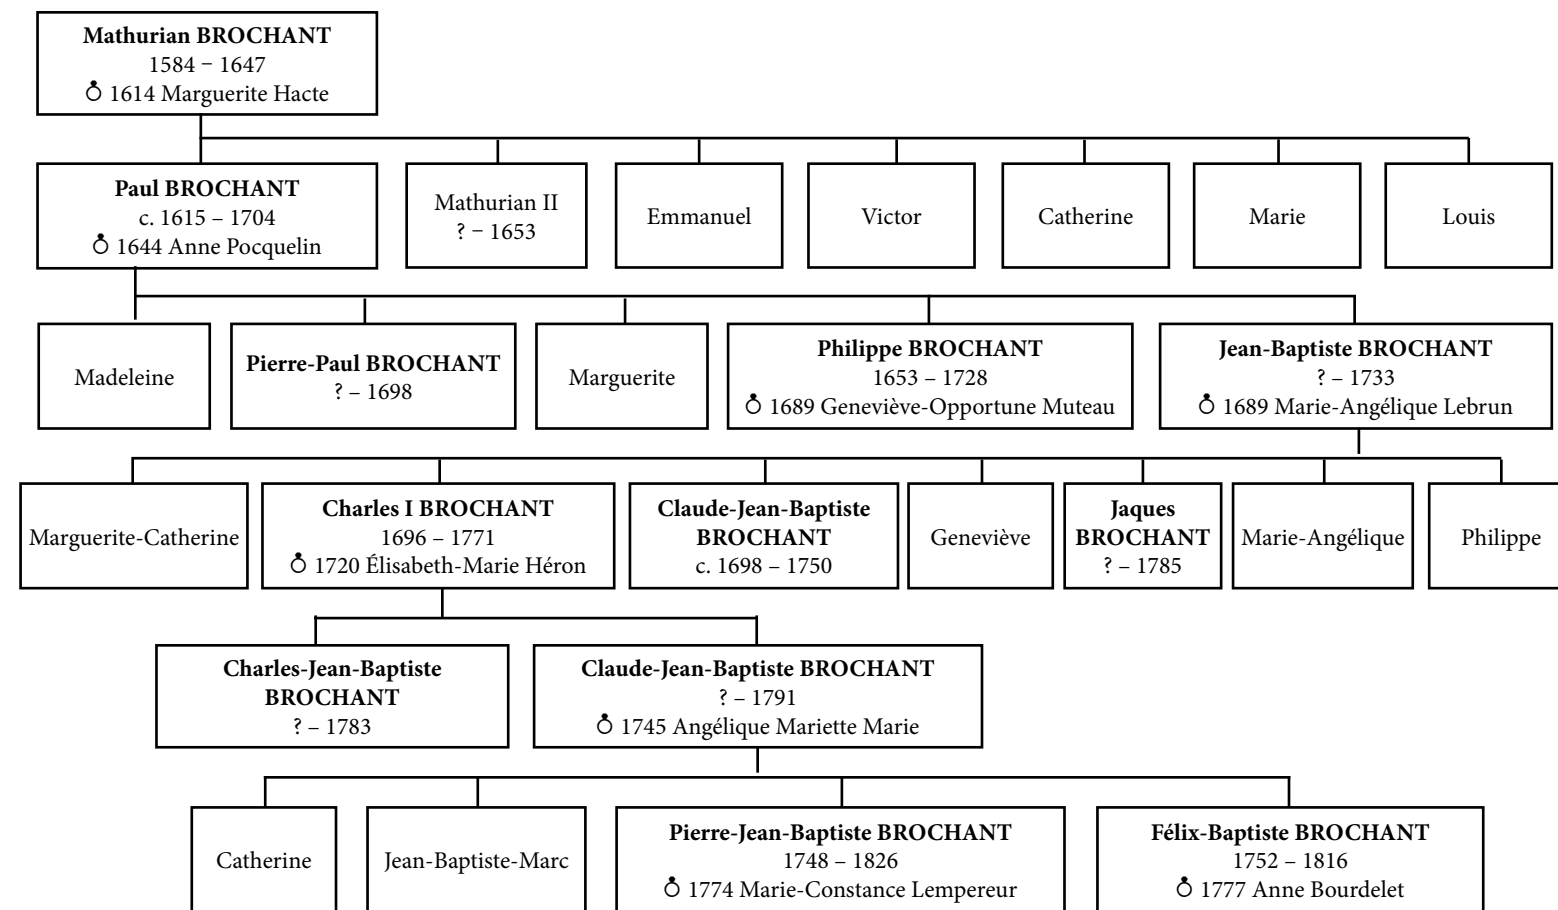 Mathurian BROCHANT
1584 – 1647
1614 Marguerite Hacte
Paul BROCHANT
c. 1615 – 1704
1644 Anne Pocquelin
Mathurian II
? – 1653
Emmanuel
Victor
Catherine
Marie
Louis
Madeleine
Pierre-Paul BROCHANT
? – 1698
Marguerite
Philippe BROCHANT
1653 – 1728
1689 Geneviève-Opportune Muteau
Jean-Baptiste BROCHANT
? – 1733
1689 Marie-Angélique Lebrun
Marguerite-Catherine
Charles I BROCHANT
1696 – 1771
1720 Élisabeth-Marie Héron
Claude-Jean-Baptiste
BROCHANT
c. 1698 – 1750
Geneviève
Jaques
BROCHANT
? – 1785
Marie-Angélique
Philippe
Charles-Jean-Baptiste
BROCHANT
? – 1783
Claude-Jean-Baptiste BROCHANT
? – 1791
1745 Angélique Mariette Marie
Catherine
Jean-Baptiste-Marc
Pierre-Jean-Baptiste BROCHANT
1748 – 1826
1774 Marie-Constance Lempereur
Félix-Baptiste BROCHANT
1752 – 1816
1777 Anne Bourdelet